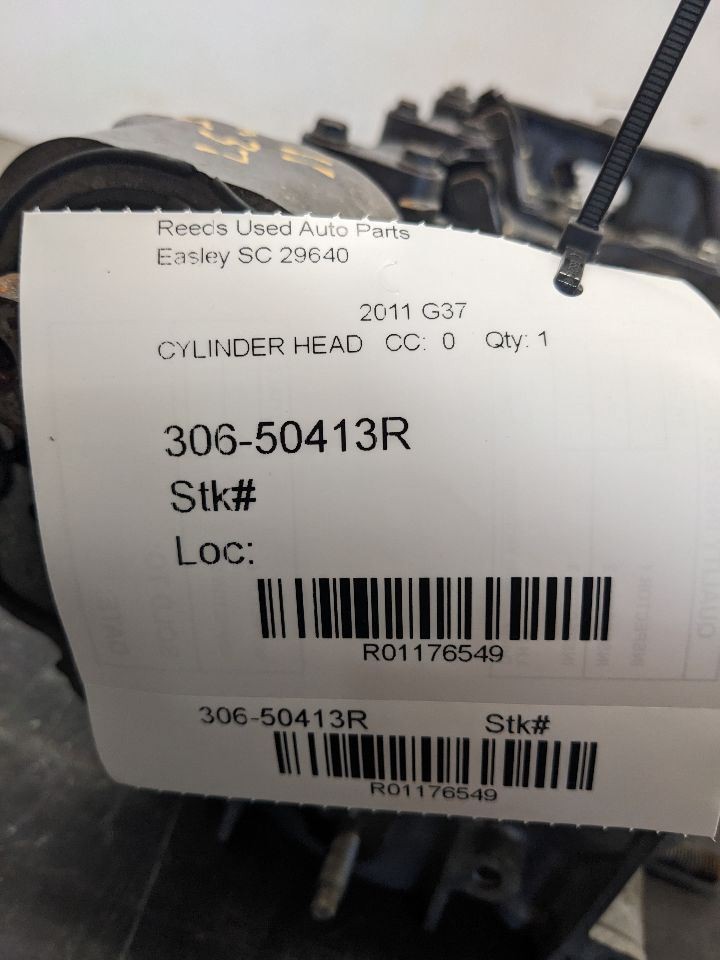 Reeds Used Auto Parts
Easley SC 29640
2011 G37
CYLINDER HEAD CC: 0 Qty: 1
306-50413R
Stk#
Loc:
R01176549
306-50413R Stk#
R01176549